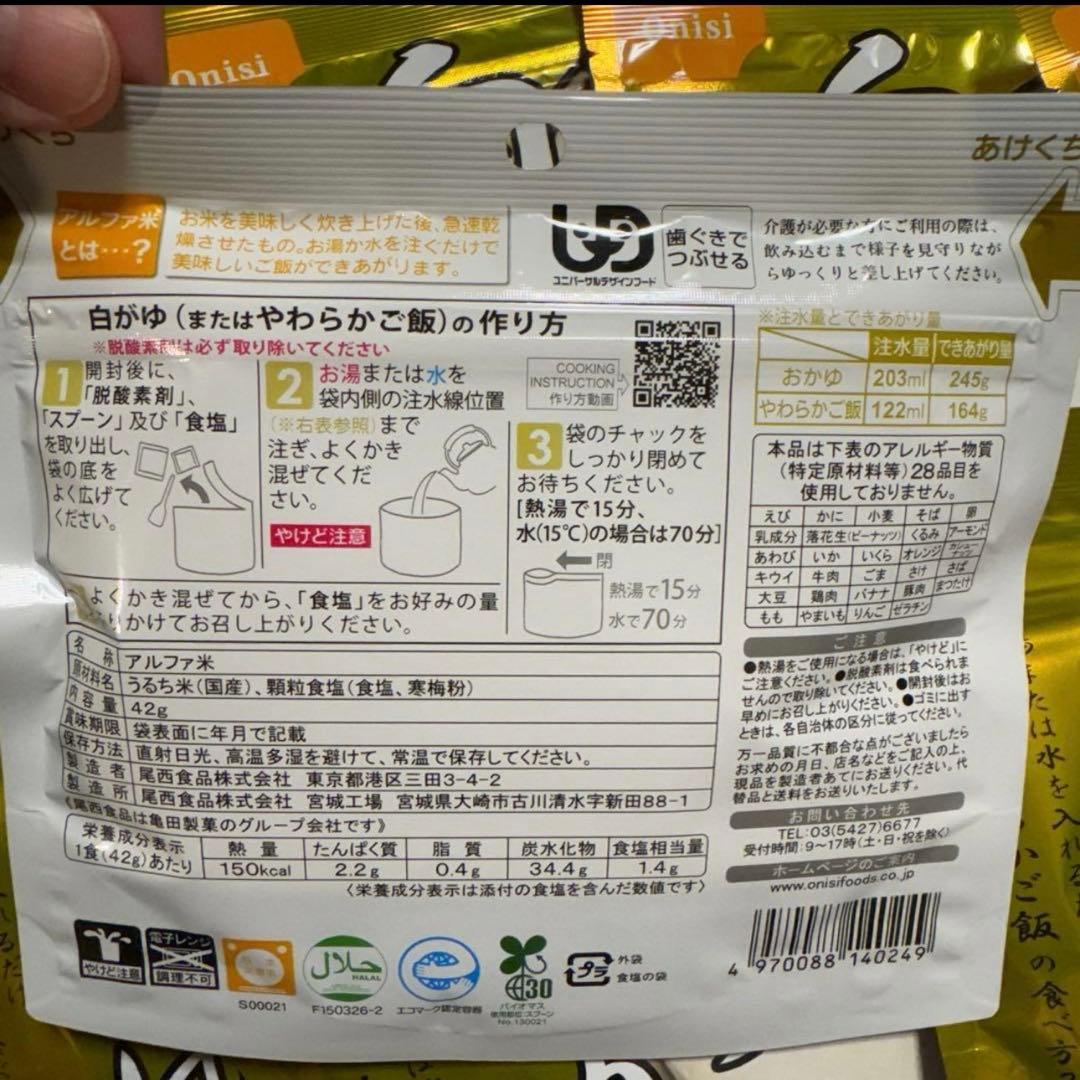 Onisi
Onisi
あけくち
アルファ米
とは…?
お米を美味しく炊き上げた後、急速乾
燥させたもの。お湯か水を注ぐだけで
美味しいご飯ができあがります。
UD
ユニバーサルデザインフード
歯ぐきで
つぶせる
介護が必要な方にご利用の際は、
飲み込むまで様子を見守りなが
らゆっくりと差し上げてください。
白がゆ(またはやわらかご飯)の作り方
※脱酸素剤は必ず取り除いてください
1 開封後に、
「脱酸素剤」、
「スプーン」及び「食塩」
を取り出し、
袋の底を
よく広げて
ください。
2 お湯または水を
袋内側の注水線位置
(※右表参照)まで
注ぎ、よくかき
混ぜてくだ
さい。
やけど注意
COOKING
INSTRUCTION
作り方動画
3 袋のチャックを
しっかり閉めて
お待ちください。
[熱湯で15分、
水(15℃)の場合は70分]
閉
熱湯で15分
水で70分
よくかき混ぜてから、「食塩」をお好みの量
りかけてお召し上がりください。
※注水量とできあがり量
注水量 できあがり量
おかゆ 203ml 245g
やわらかご飯 122ml 164g
本品は下表のアレルギー物質
(特定原材料等)28品目を
使用しておりません。
えび かに 小麦 そば 卵
乳成分 落花生(ピーナッツ) くるみ アーモンド
あわび いか いくら オレンジ カシューナッツ
キウイ 牛肉 ごま さけ さば
大豆 鶏肉 バナナ 豚肉 まつたけ
もも やまいも りんご ゼラチン
ご注意
●熱湯をご使用になる場合は、「やけど」に
ご注意ください。●脱酸素剤は食べられま
せんので取り除いてください。●開封後はお
早めにお召し上がりください。●ゴミに出す
ときは、各自治体の区分に従ってください。
万一品質に不都合な点がございましたら
お求めの月日、店名などをご記入の上、
現品を製造者あてにお送りください。代
替品と送料をお送りいたします。
お問い合わせ先
TEL:03(5427)6677
受付時間:9〜17時(土・日・祝を除く)
ホームページのご案内
www.onisifoods.co.jp
名称 アルファ米
原材料名 うるち米(国産)、顆粒食塩(食塩、寒梅粉)
内容量 42g
賞味期限 袋表面に年月で記載
保存方法 直射日光、高温多湿を避けて、常温で保存してください。
製造者 尾西食品株式会社 東京都港区三田3-4-2
製造所 尾西食品株式会社 宮城工場 宮城県大崎市古川清水字新田88-1
《尾西食品は亀田製菓のグループ会社です》
栄養成分表示
1食(42g)あたり
熱量 たんぱく質 脂質 炭水化物 食塩相当量
150kcal 2.2g 0.4g 34.4g 1.4g
〈栄養成分表示は添付の食塩を含んだ数値です〉
やけど注意
電子レンジ
調理不可
S00021
حلال
HALAL
F150326-2
エコマーク認定容器
30
バイオマス
使用部位:スプーン
No.130021
プラ
外袋
食塩の袋
4 970088 140249